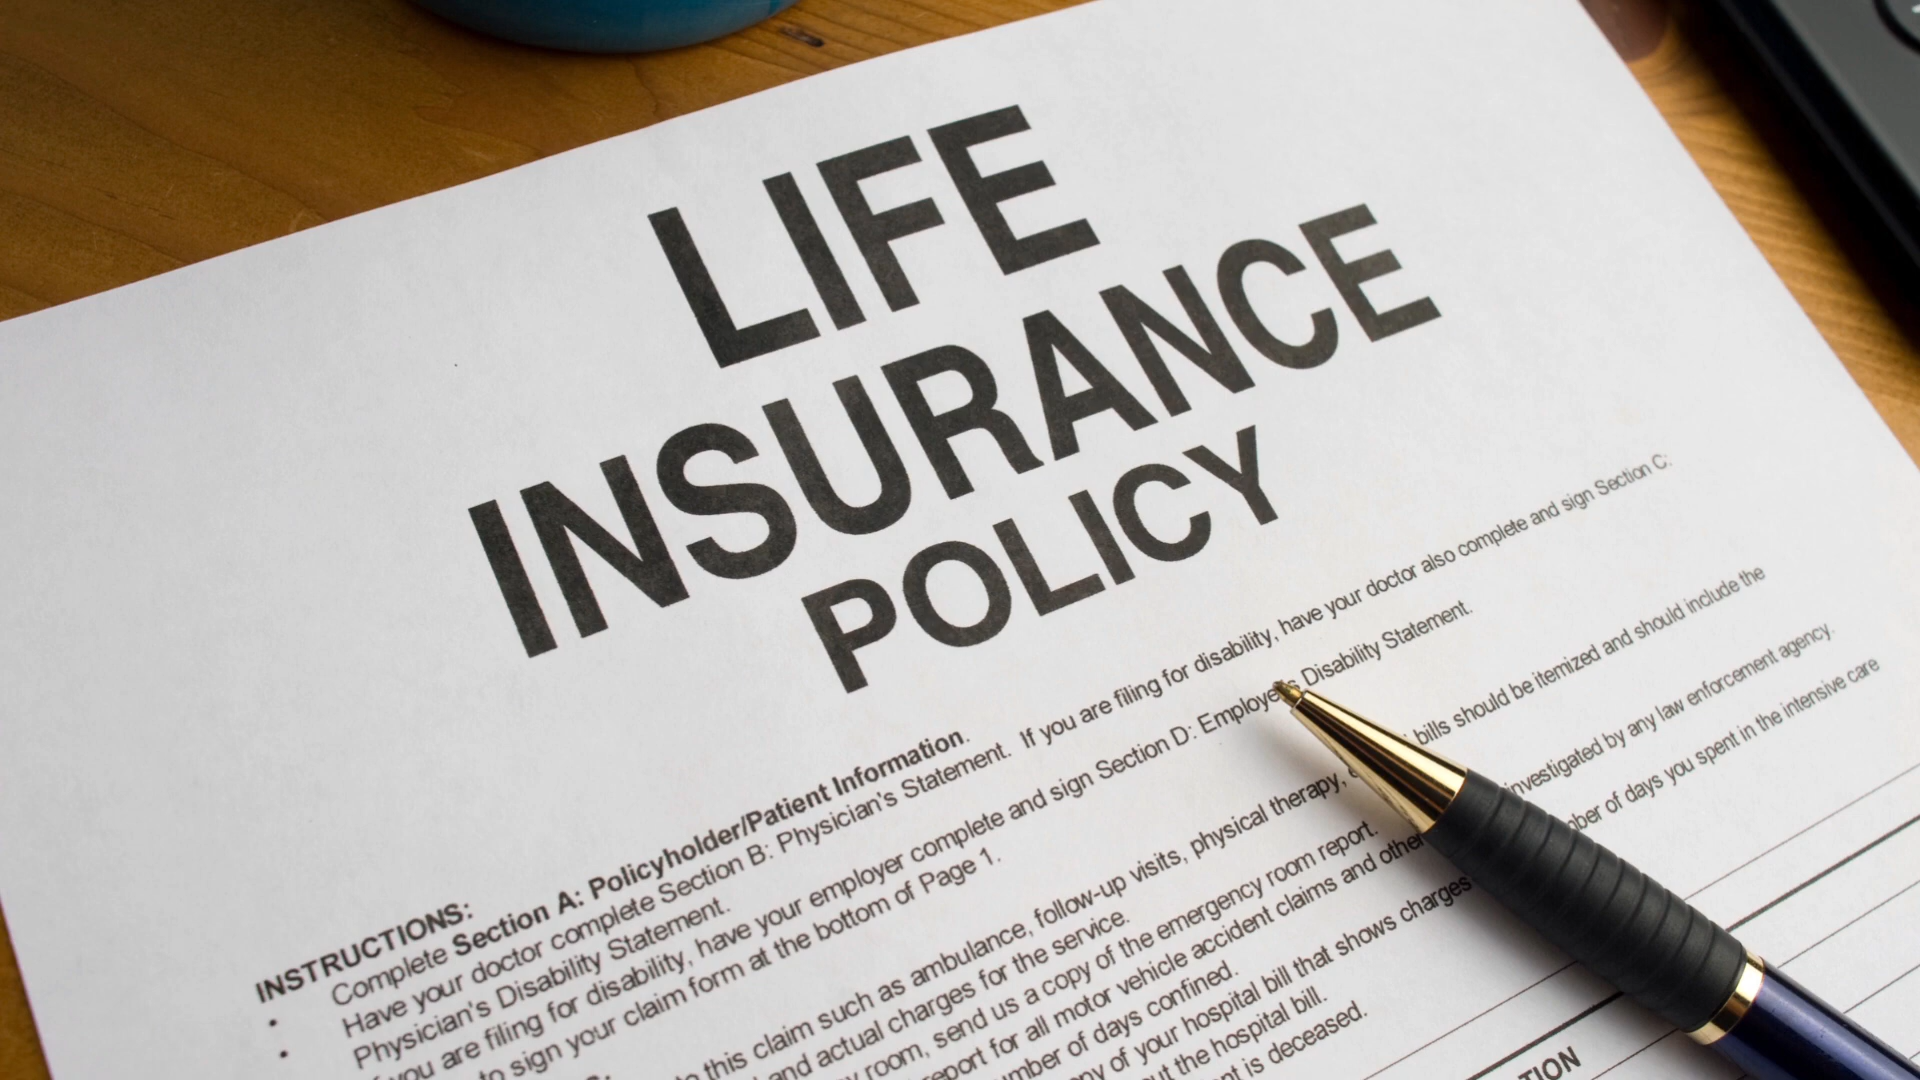 LIFE
INSURANCE
POLICY
INSTRUCTIONS:
Complete Section A: Policyholder/Patient Information.
• Have your doctor complete Section B: Physician's Statement. If you are filing for disability, have your doctor also complete and sign Section C:
Physician's Disability Statement.
• you are filing for disability, have your employer complete and sign Section D: Employer's Disability Statement.
to sign your claim form at the bottom of Page 1.
to this claim such as ambulance, follow-up visits, physical therapy, bills should be itemized and should include the
and actual charges for the service.
room, send us a copy of the emergency room report.
report for all motor vehicle accident claims and other investigated by any law enforcement agency.
number of days confined.
of your hospital bill that shows charges number of days you spent in the intensive care
the hospital bill.
is deceased.